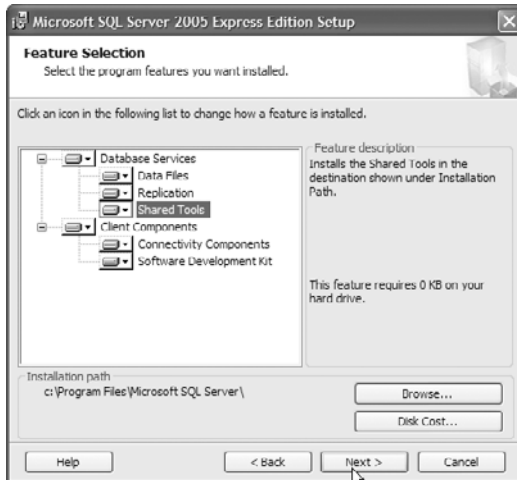 Microsoft SQL Server 2005 Express Edition Setup
Feature Selection
Select the program features you want installed.
Click an icon in the following list to change how a feature is installed.
Database Services
Data Files
Replication
Shared Tools
Client Components
Connectivity Components
Software Development Kit
Feature description
Installs the Shared Tools in the
destination shown under Installation
Path.
This feature requires 0 KB on your
hard drive.
Installation path
c:\Program Files\Microsoft SQL Server\
Browse...
Disk Cost...
Help
< Back
Next >
Cancel